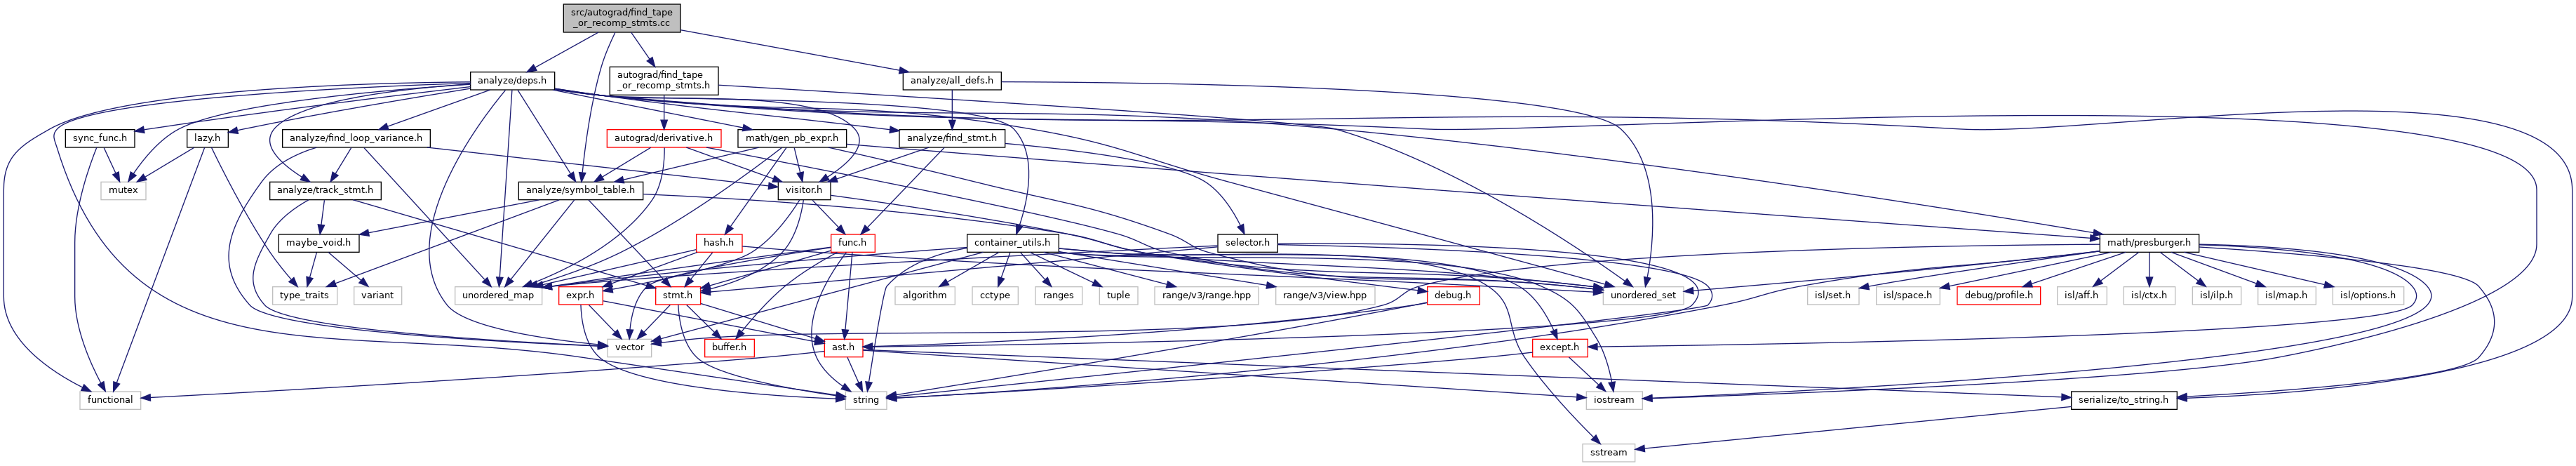 src/autograd/find_tape
_or_recomp_stmts.cc
analyze/deps.h
autograd/find_tape
_or_recomp_stmts.h
analyze/all_defs.h
sync_func.h
lazy.h
analyze/find_loop_variance.h
autograd/derivative.h
math/gen_pb_expr.h
analyze/find_stmt.h
mutex
analyze/track_stmt.h
analyze/symbol_table.h
visitor.h
maybe_void.h
hash.h
func.h
container_utils.h
selector.h
math/presburger.h
type_traits
variant
unordered_map
expr.h
stmt.h
algorithm
cctype
ranges
tuple
range/v3/range.hpp
range/v3/view.hpp
debug.h
unordered_set
isl/set.h
isl/space.h
debug/profile.h
isl/aff.h
isl/ctx.h
isl/ilp.h
isl/map.h
isl/options.h
vector
buffer.h
ast.h
except.h
functional
string
iostream
serialize/to_string.h
sstream